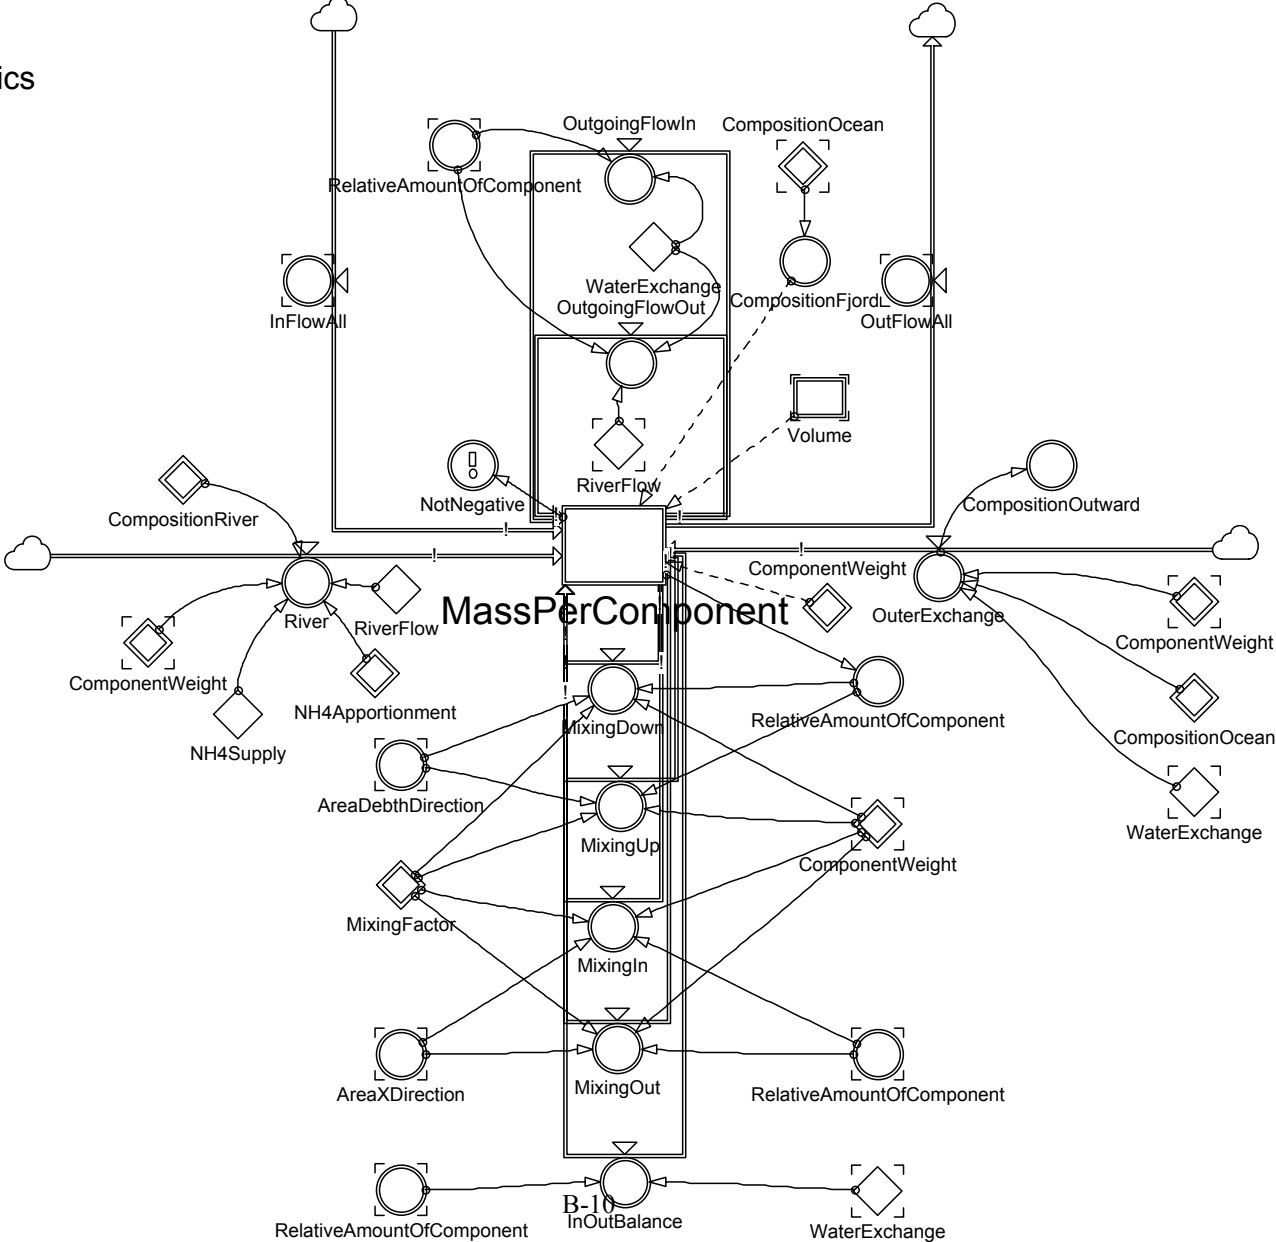 ics
OutgoingFlowIn
CompositionOcean
RelativeAmountOfComponent
WaterExchange
OutgoingFlowOut
CompositionFjord
InFlowAll
OutFlowAll
Volume
RiverFlow
NotNegative
CompositionRiver
CompositionOutward
ComponentWeight
MassPerComponent
River
RiverFlow
OuterExchange
ComponentWeight
ComponentWeight
NH4Apportionment
NH4Supply
MixingDown
RelativeAmountOfComponent
CompositionOcean
AreaDebthDirection
MixingUp
ComponentWeight
WaterExchange
MixingFactor
MixingIn
AreaXDirection
MixingOut
RelativeAmountOfComponent
B-10
RelativeAmountOfComponent
InOutBalance
WaterExchange